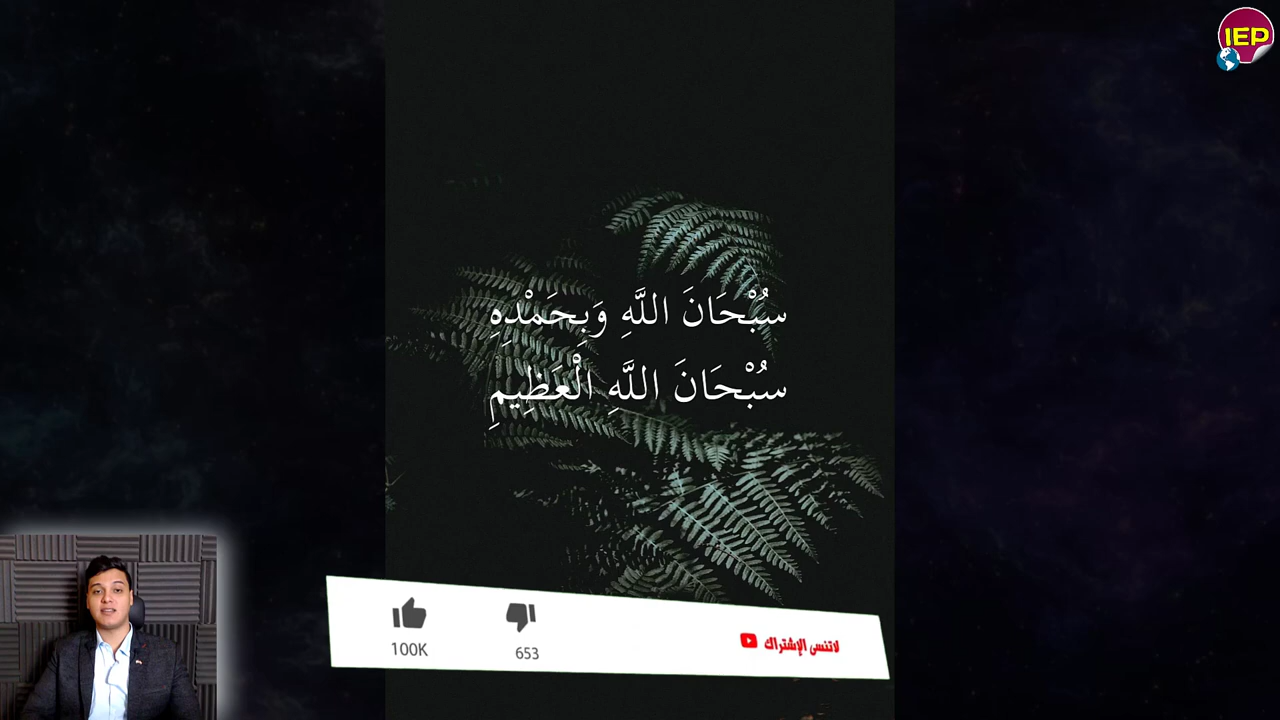 IEP
سُبْحَانَ اللَّهِ وَبِحَمْدِهِ
سُبْحَانَ اللَّهِ الْعَظِيمِ
100K
653
لاتنسى الإشتراك